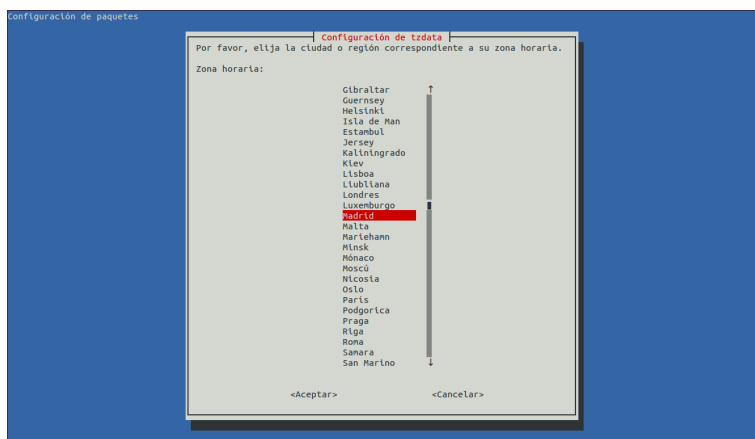 Configuración de paquetes
Configuración de tzdata
Por favor, elija la ciudad o región correspondiente a su zona horaria.
Zona horaria:
Gibraltar
Guernsey
Helsinki
Isla de Man
Estambul
Jersey
Kaliningrado
Kiev
Lisboa
Liubliana
Londres
Luxemburgo
Madrid
Malta
Mariehamn
Minsk
Mónaco
Moscú
Nicosia
Oslo
París
Podgorica
Praga
Riga
Roma
Samara
San Marino
<Aceptar> <Cancelar>